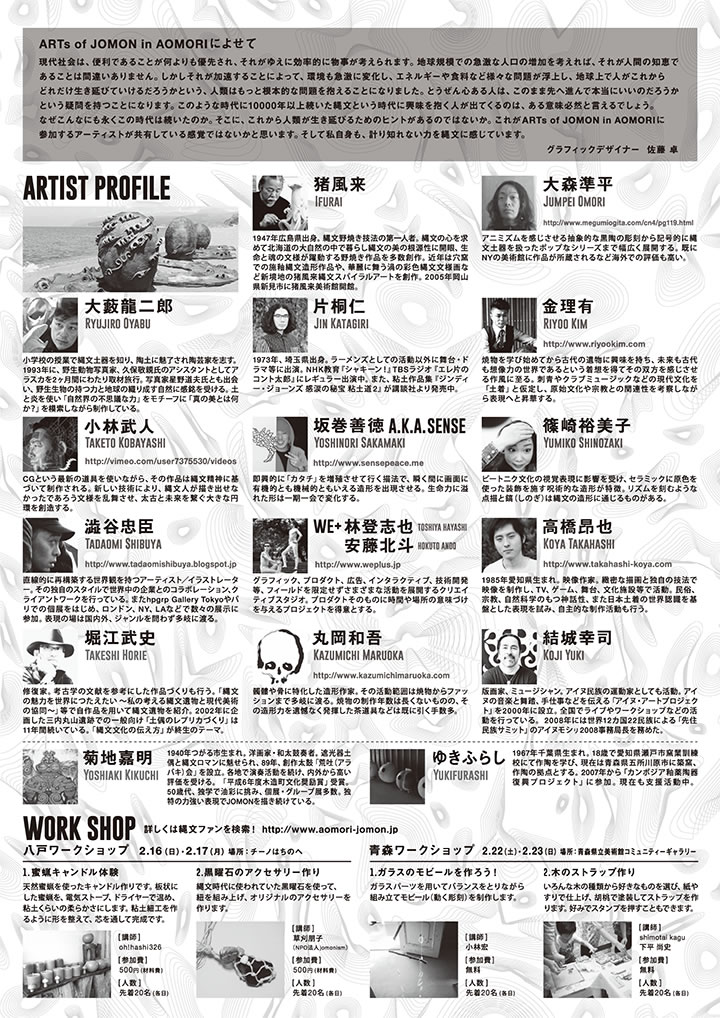 ARTs of JOMON in AOMORIによせて
現代社会は、便利であることが何よりも優先され、それがゆえに効率的に物事が考えられます。地球規模での急激な人口の増加を考えれば、それが人間の知恵で
あることは間違いありません。しかしそれが加速することによって、環境も急激に変化し、エネルギーや食料など様々な問題が浮上し、地球上で人がこれから
どれだけ生き延びていけるだろうかという、人類はもっと根本的な問題を抱えることになりました。とうぜん心ある人は、このまま先へ進んで本当にいいのだろうか
という疑問を持つことになります。このような時代に10000年以上続いた縄文という時代に興味を抱く人が出てくるのは、ある意味必然と言えるでしょう。
なぜこんなにも永くこの時代は続いたのか。そこに、これから人類が生き延びるためのヒントがあるのではないか。これがARTs of JOMON in AOMORIに
参加するアーティストが共有している感覚ではないかと思います。そして私自身も、計り知れない力を縄文に感じています。
グラフィックデザイナー 佐藤 卓
ARTIST PROFILE
猪風来
IFURAI
1947年広島県出身。縄文野焼き技法の第一人者。縄文の心を求
めて北海道の大自然の中で暮らし縄文の美の根源性に開眼、生
命と魂の文様が躍動する野焼き作品を多数創作。近年は穴窯
での施釉縄文造形作品や、華麗に舞う渦の彩色縄文文様画な
ど新境地の猪風来縄文スパイラルアートを創作。2005年岡山
県新見市に猪風来美術館開館。
大森準平
JUMPEI OMORI
http://www.megumiogita.com/cn4/pg119.html
アニミズムを感じさせる抽象的な黒陶の彫刻から記号的に縄
文土器を扱ったポップなシリーズまで幅広く展開する。既に
NYの美術館に作品が所蔵されるなど海外での評価も高い。
大藪龍二郎
RYUJIRO OYABU
小学校の授業で縄文土器を知り、陶土に魅了され陶芸家を志す。
1993年に、野生動物写真家、久保敬親氏のアシスタントとしてア
ラスカを2ヶ月間にわたり取材旅行。写真家星野道夫氏とも出会
い、野生生物の持つ力と地球の織り成す自然に感銘を受ける。土
と炎を使い「自然界の不思議な力」をモチーフに「真の美とは何
か?」を模索しながら制作している。
片桐仁
JIN KATAGIRI
1973年、埼玉県出身。ラーメンズとしての活動以外に舞台・ド
ラマ等に出演。NHK教育『シャキーン!』TBSラジオ『エレ片の
コント太郎』にレギュラー出演中。また、粘土作品集『ジンディ
ー・ジョーンズ 感涙の秘宝 粘土道2』が講談社より発売中。
金理有
RIYOO KIM
http://www.riyookim.com
焼物を学び始めてから古代の遺物に興味を持ち、未来も古代
も想像力の世界であるという着想を得てその双方を感じさせ
る作風に至る。刺青やクラブミュージックなどの現代文化を
「土着」と仮定し、原始文化や宗教との関連性を考察しなが
ら表現へと昇華する。
小林武人
TAKETO KOBAYASHI
http://vimeo.com/user7375530/videos
CGという最新の道具を使いながら、その作品は縄文精神に基
づいて制作される。新しい技術により、縄文人が描き出せな
かったであろう文様を乱舞させ、太古と未来を繋ぐ大きな円
環を創造する。
坂巻善徳 A.K.A.SENSE
YOSHINORI SAKAMAKI
http://www.sensepeace.me
即興的に「カタチ」を増殖させて行く描法で、瞬く間に画面に
有機的とも機械的ともいえる造形を出現させる。生命力に溢
れた形は一期一会で変化する。
篠崎裕美子
YUMIKO SHINOZAKI
ビートニク文化の視覚表現に影響を受け、セラミックに原色を
使った装飾を施す呪術的な造形が特徴。リズムを刻むような
点描と鎬(しのぎ)は縄文の造形に通じるものがある。
澁谷忠臣
TADAOMI SHIBUYA
http://www.tadaomishibuya.blogspot.jp
直線的に再構築する世界観を持つアーティスト/イラストレータ
ー。その独自のスタイルで世界中の企業とのコラボレーション、ク
ライアントワークを行っている。またhpgrp Gallery Tokyoやパ
リでの個展をはじめ、ロンドン、NY、LAなどで数々の展示に
参加。表現の場は国内外、ジャンルを問わず多岐に渡る。
WE+ 林登志也 TOSHIYA HAYASHI
安藤北斗 HOKUTO ANDO
http://www.weplus.jp
グラフィック、プロダクト、広告、インタラクティブ、技術開発
等、フィールドを限定せずさまざまな活動を展開するクリエイ
ティブスタジオ。プロダクトそのものに時間や場所の意味づけ
を与えるプロジェクトを得意とする。
高橋昂也
KOYA TAKAHASHI
http://www.takahashi-koya.com
1985年愛知県生まれ。映像作家。緻密な描画と独自の技法で
映像を制作し、TV、ゲーム、舞台、文化施設等で活動。民俗、
宗教、自然科学のもつ神話性、また日本土着の世界認識を基
盤とした表現を試み、自主的な制作活動も行う。
堀江武史
TAKESHI HORIE
修復家。考古学の文献を参考にした作品づくりも行う。「縄文
の魅力を世界につたえたい 〜私の考える縄文遺物と現代美術
の協同〜」等で自作品を用いて縄文遺物を紹介。2002年に企
画した三内丸山遺跡での一般向け「土偶のレプリカづくり」は
11年間続いている。「縄文文化の伝え方」が終生のテーマ。
丸岡和吾
KAZUMICHI MARUOKA
http://www.kazumichimaruoka.com
髑髏や骨に特化した造形作家。その活動範囲は焼物からファッ
ションまで多岐に渡る。焼物の制作年数は長くないものの、そ
の造形力を遺憾なく発揮した茶道具などは既に引く手数多。
結城幸司
KOJI YUKI
版画家、ミュージシャン。アイヌ民族の運動家としても活動。アイ
ヌの音楽と舞踊、手仕事などを伝える「アイヌ・アートプロジェク
ト」を2000年に設立。全国でライブやワークショップなどの活
動を行っている。 2008年には世界12カ国22民族による「先住
民族サミット」のアイヌモシリ2008事務局長を務めた。
菊地嘉明
YOSHIAKI KIKUCHI
1940年つがる市生まれ。洋画家・和太鼓奏者。遮光器土
偶と縄文ロマンに魅せられ、89年、創作太鼓「荒吐(アラ
バキ)会」を設立。各地で演奏活動を続け、内外から高い
評価を受ける。「平成6年度木造町文化奨励賞」受賞。
50歳代、独学で油彩に挑み、個展・グループ展多数。独
特の力強い表現でJOMONを描き続けている。
ゆきふらし
YUKIFURASHI
1967年千葉県生まれ。18歳で愛知県瀬戸市窯業訓練
校にて作陶を学び、現在は青森県五所川原市に築窯、
作陶の拠点とする。2007年から「カンボジア釉薬陶器
復興プロジェクト」に参加。現在も支援活動中。
WORK SHOP 詳しくは縄文ファンを検索! http://www.aomori-jomon.jp
八戸ワークショップ 2.16(日)・2.17(月) 場所:チーノはちのへ
1.蜜蝋キャンドル体験
天然蜜蝋を使ったキャンドル作りです。板状に
した蜜蝋を、電気ストーブ、ドライヤーで温め、
粘土くらいの柔らかさにします。粘土細工を作
るように形を整えて、芯を通して完成です。
[講師]
oh!hashi326
[参加費]
500円(材料費)
[人数]
先着20名(各日)
2.黒曜石のアクセサリー作り
縄文時代に使われていた黒曜石を使って、
紐を組み上げ、オリジナルのアクセサリーを
作ります。
[講師]
草刈朋子
(NPO法人jomonism)
[参加費]
500円(材料費)
[人数]
先着20名(各日)
青森ワークショップ 2.22(土)・2.23(日) 場所:青森県立美術館コミュニティーギャラリー
1.ガラスのモビールを作ろう!
ガラスパーツを用いてバランスをとりながら
組み立てモビール(動く彫刻)を制作します。
[講師]
小林宏
[参加費]
無料
[人数]
先着20名(各日)
2.木のストラップ作り
いろんな木の種類から好きなものを選び、紙や
すりで仕上げ、胡桃で塗装してストラップを作
ります。好みでスタンプを押すこともできます。
[講師]
shimotai kagu
下平 尚史
[参加費]
無料
[人数]
先着20名(各日)